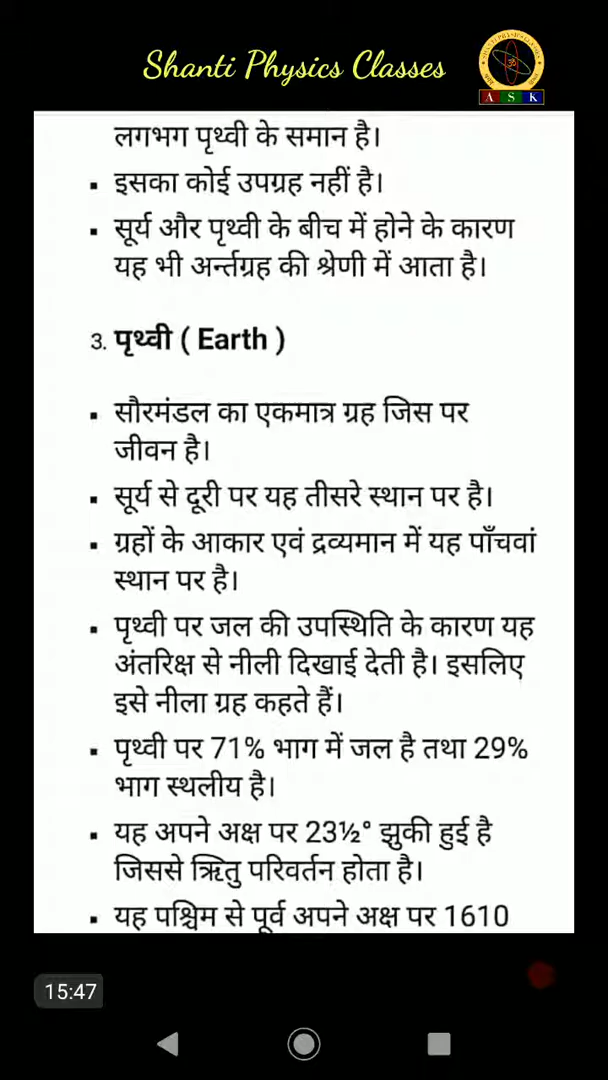 Shanti Physics Classes
A S K
लगभग पृथ्वी के समान है।
▪ इसका कोई उपग्रह नहीं है।
▪ सूर्य और पृथ्वी के बीच में होने के कारण
यह भी अर्न्तग्रह की श्रेणी में आता है।
3. पृथ्वी ( Earth )
▪ सौरमंडल का एकमात्र ग्रह जिस पर
जीवन है।
▪ सूर्य से दूरी पर यह तीसरे स्थान पर है।
▪ ग्रहों के आकार एवं द्रव्यमान में यह पाँचवां
स्थान पर है।
▪ पृथ्वी पर जल की उपस्थिति के कारण यह
अंतरिक्ष से नीली दिखाई देती है। इसलिए
इसे नीला ग्रह कहते हैं।
▪ पृथ्वी पर 71% भाग में जल है तथा 29%
भाग स्थलीय है।
▪ यह अपने अक्ष पर 23½° झुकी हुई है
जिससे ऋितु परिवर्तन होता है।
▪ यह पश्चिम से पूर्व अपने अक्ष पर 1610
15:47